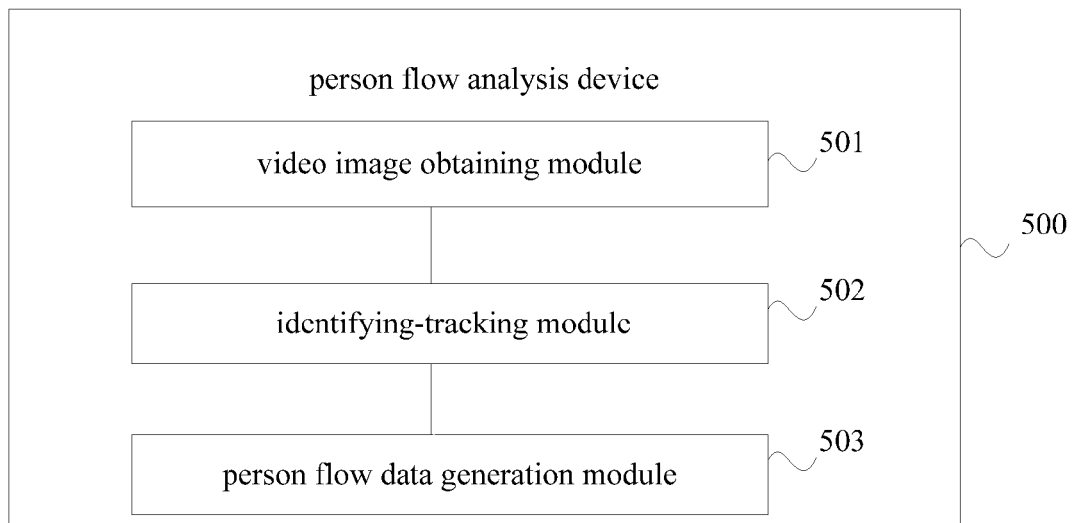 person flow analysis device
video image obtaining module
501
500
identifying-tracking module
502
person flow data generation module
503